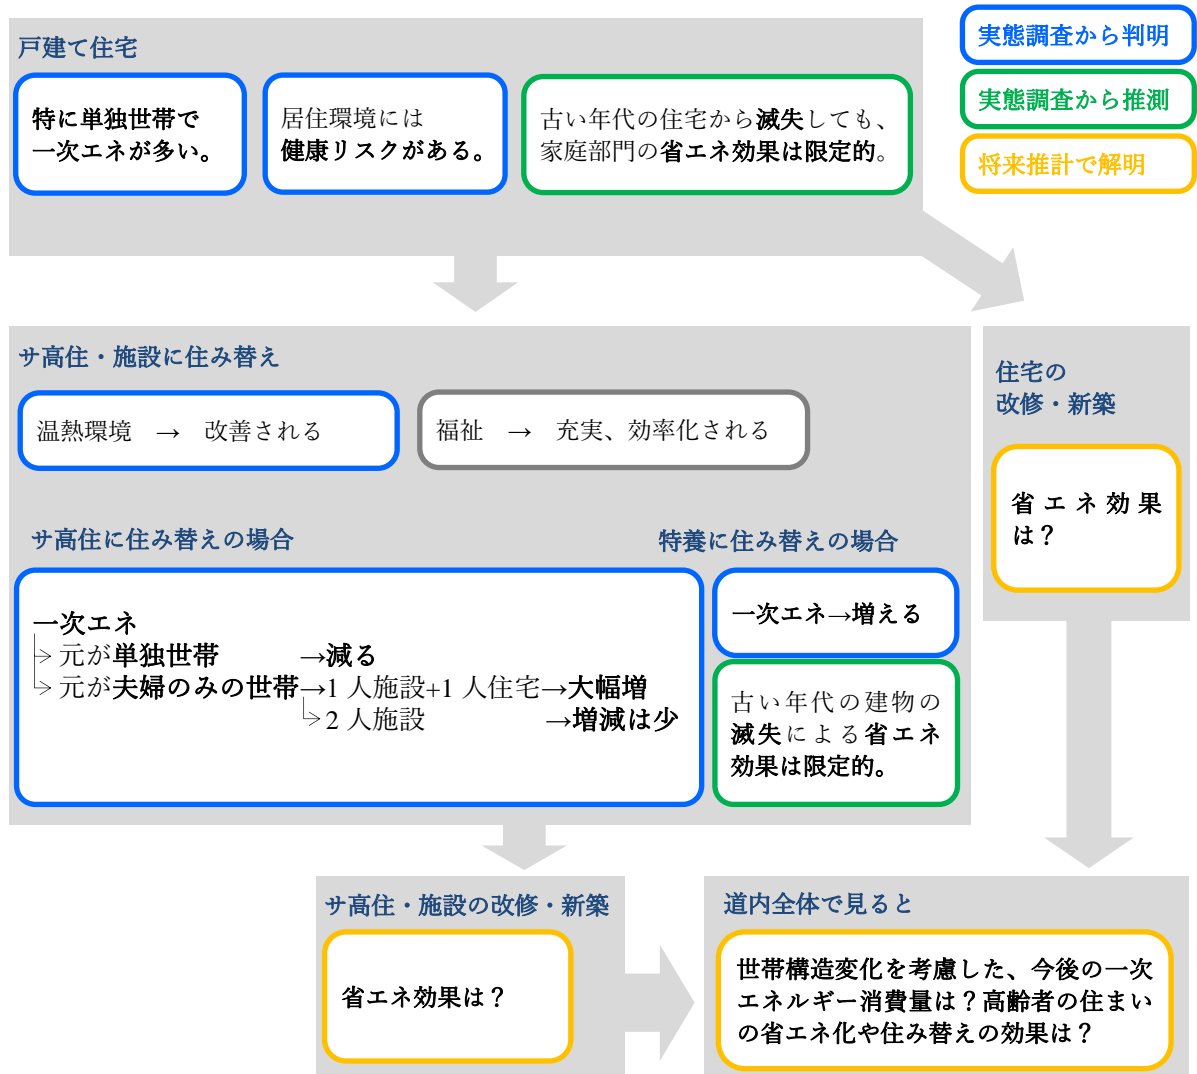 戸建て住宅
特に単独世帯で
一次エネが多い。
居住環境には
健康リスクがある。
古い年代の住宅から滅失しても、
家庭部門の省エネ効果は限定的。
実態調査から判明
実態調査から推測
将来推計で解明
サ高住・施設に住み替え
温熱環境 → 改善される
福祉 → 充実、効率化される
住宅の
改修・新築
省エネ効果
は？
サ高住に住み替えの場合
一次エネ
元が単独世帯 →減る
元が夫婦のみの世帯→1 人施設+1 人住宅→大幅増
2 人施設 →増減は少
特養に住み替えの場合
一次エネ→増える
古い年代の建物の
滅失による省エネ
効果は限定的。
サ高住・施設の改修・新築
省エネ効果は？
道内全体で見ると
世帯構造変化を考慮した、今後の一次
エネルギー消費量は？高齢者の住まい
の省エネ化や住み替えの効果は？